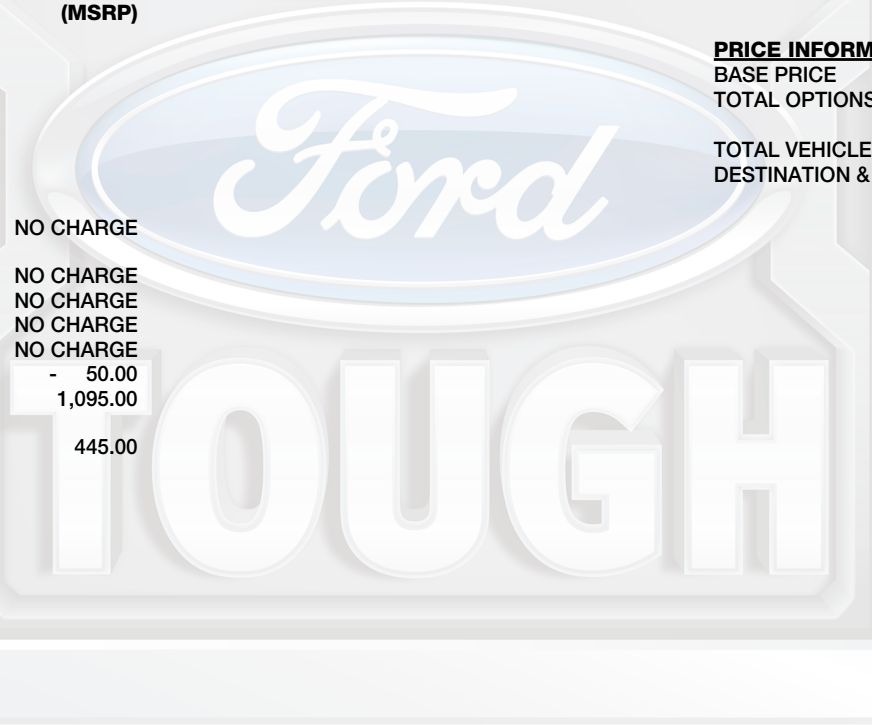 (MSRP)
PRICE INFORM
BASE PRICE
TOTAL OPTIONS
TOTAL VEHICLE
DESTINATION &
NO CHARGE
NO CHARGE
NO CHARGE
NO CHARGE
NO CHARGE
- 50.00
1,095.00
445.00
Ford
TOUGH